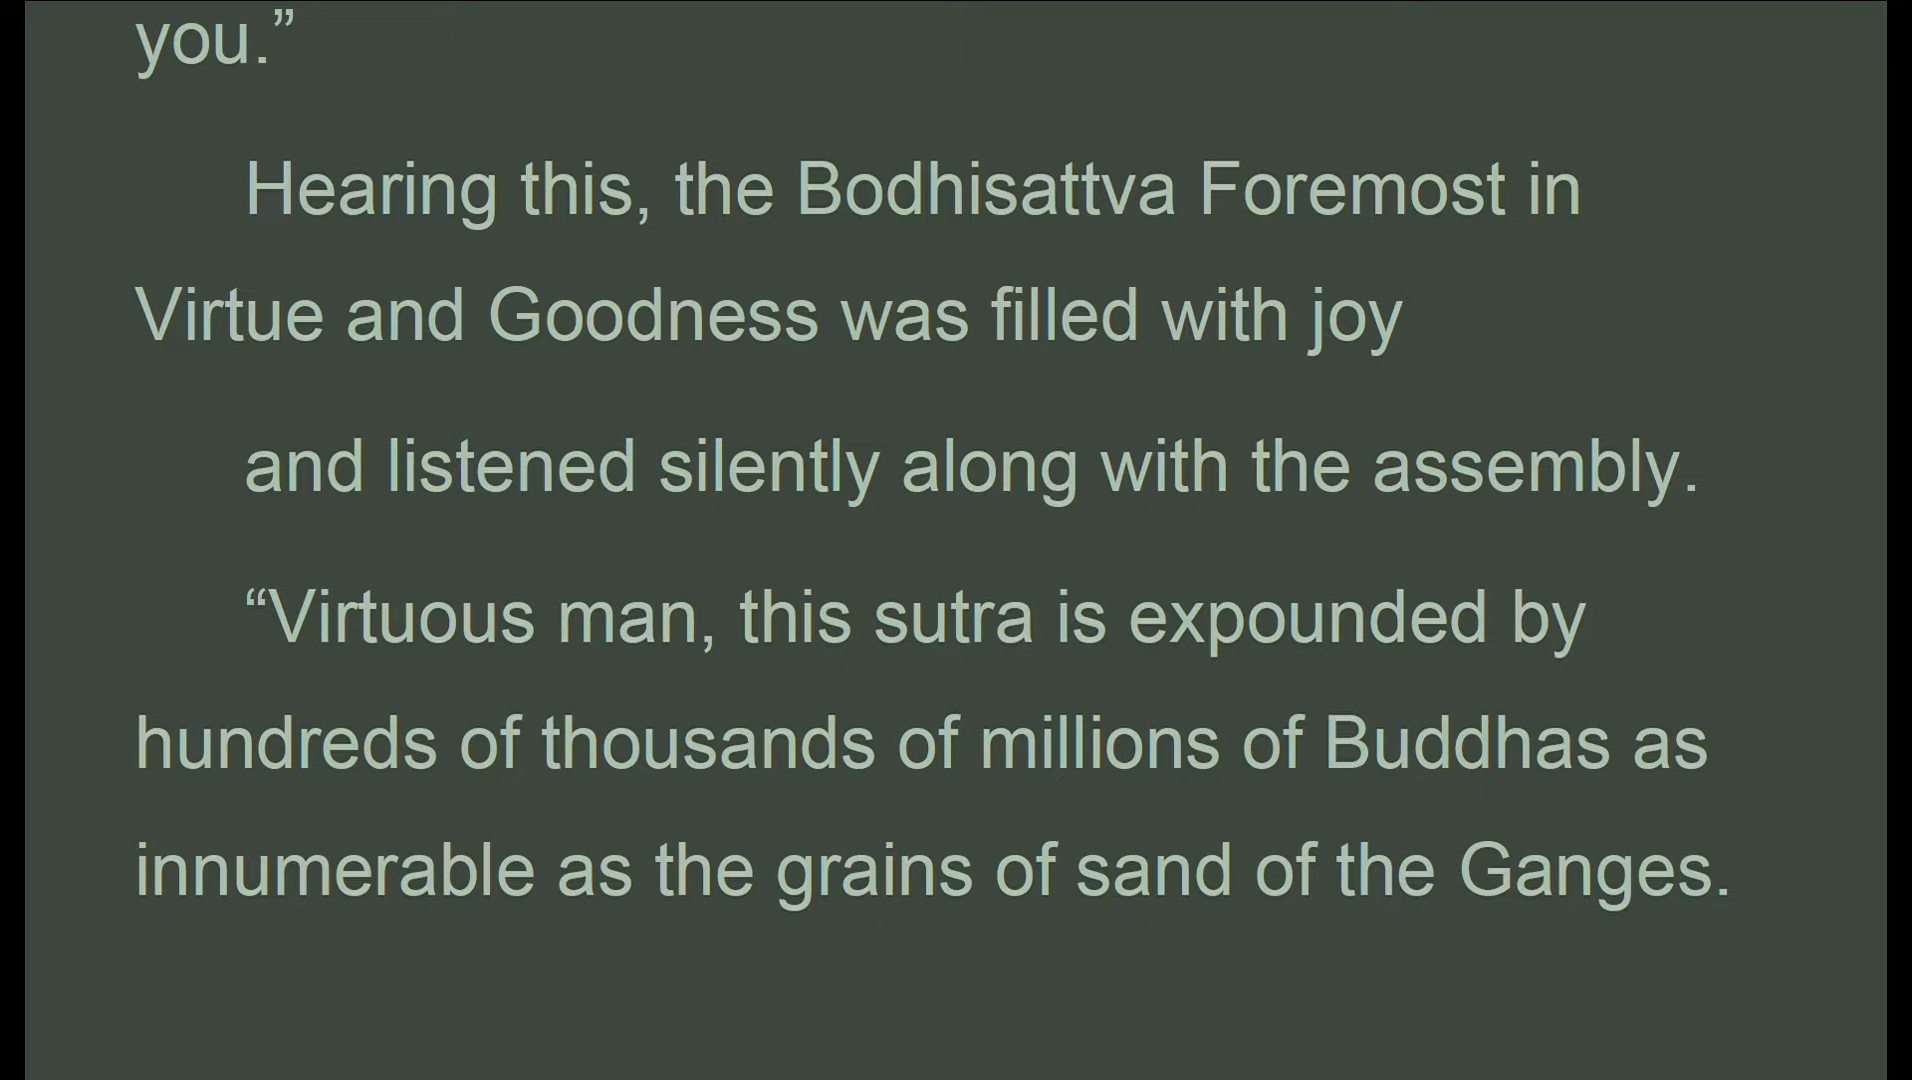 you.”
Hearing this, the Bodhisattva Foremost in
Virtue and Goodness was filled with joy
and listened silently along with the assembly.
“Virtuous man, this sutra is expounded by
hundreds of thousands of millions of Buddhas as
innumerable as the grains of sand of the Ganges.